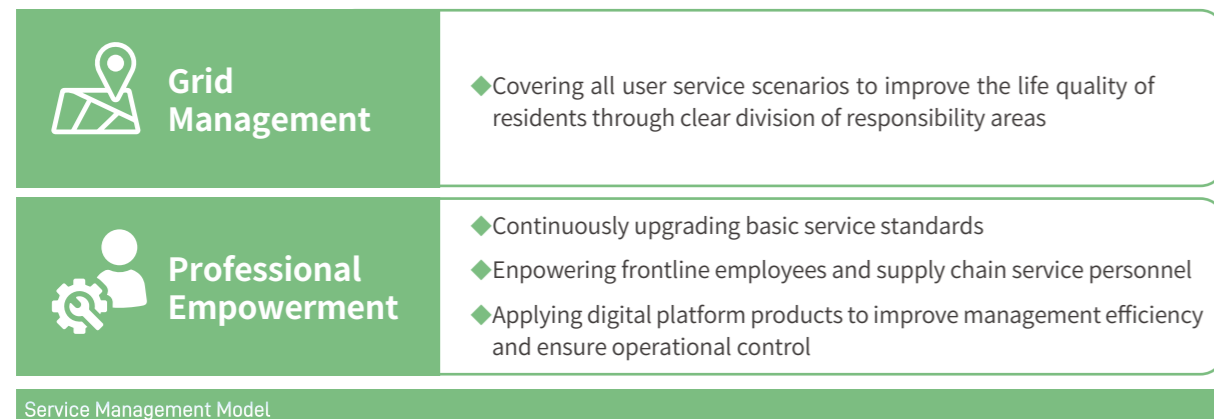 Grid
Management
◆Covering all user service scenarios to improve the life quality of
residents through clear division of responsibility areas
Professional
Empowerment
◆Continuously upgrading basic service standards
◆Enpowering frontline employees and supply chain service personnel
◆Applying digital platform products to improve management efficiency
and ensure operational control
Service Management Model